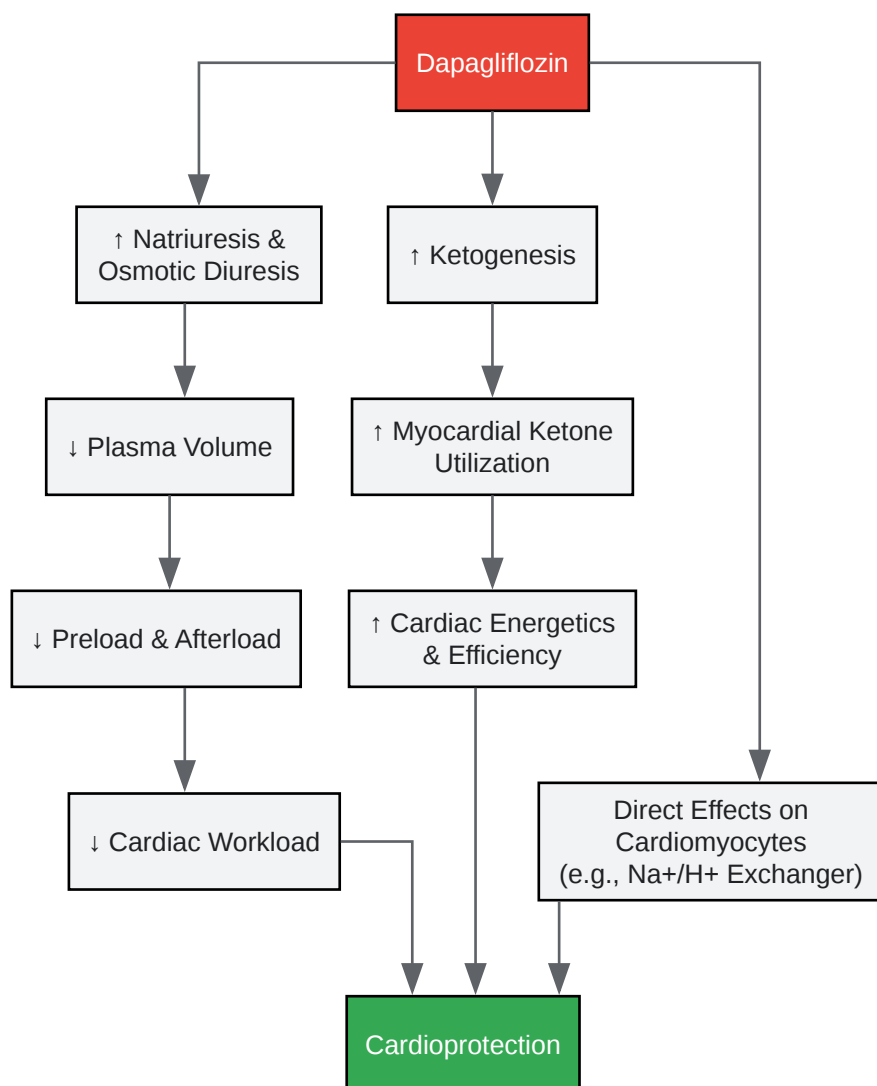 Dapagliflozin
↑ Natriuresis &
Osmotic Diuresis
↑ Ketogenesis
↓ Plasma Volume
↑ Myocardial Ketone
Utilization
↓ Preload & Afterload
↑ Cardiac Energetics
& Efficiency
↓ Cardiac Workload
Direct Effects on
Cardiomyocytes
(e.g., Na+/H+ Exchanger)
Cardioprotection